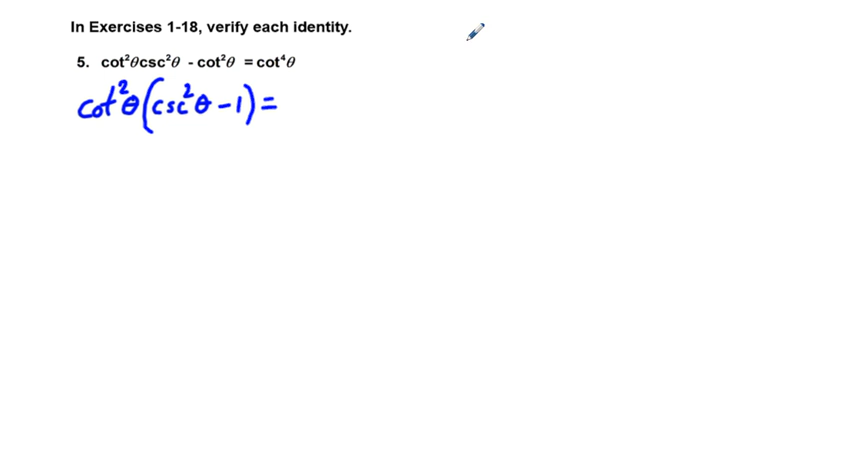 In Exercises 1-18, verify each identity.
5. cot²θcsc²θ - cot²θ = cot⁴θ
cot²θ(csc²θ - 1) =